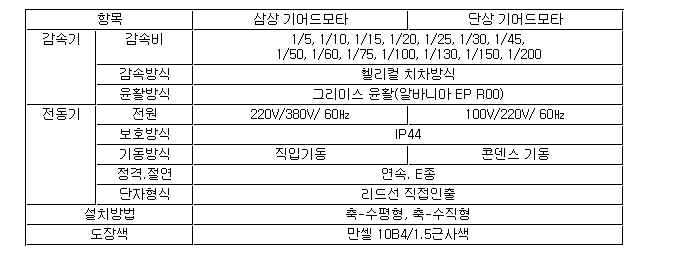 항목 삼상 기어드모타 단상 기어드모타
감속기 감속비 1/5, 1/10, 1/15, 1/20, 1/25, 1/30, 1/45,
1/50, 1/60, 1/75, 1/100, 1/130, 1/150, 1/200
감속방식 헬리컬 치차방식
윤활방식 그리이스 윤활(알바니아 EP R00)
전동기 전원 220V/380V/ 60Hz 100V/220V/ 60Hz
보호방식 IP44
기동방식 직입기동 콘덴스 기동
정격,절연 연속, E종
단자형식 리드선 직접인출
설치방법 축-수평형, 축-수직형
도장색 만셀 10B4/1.5근사색